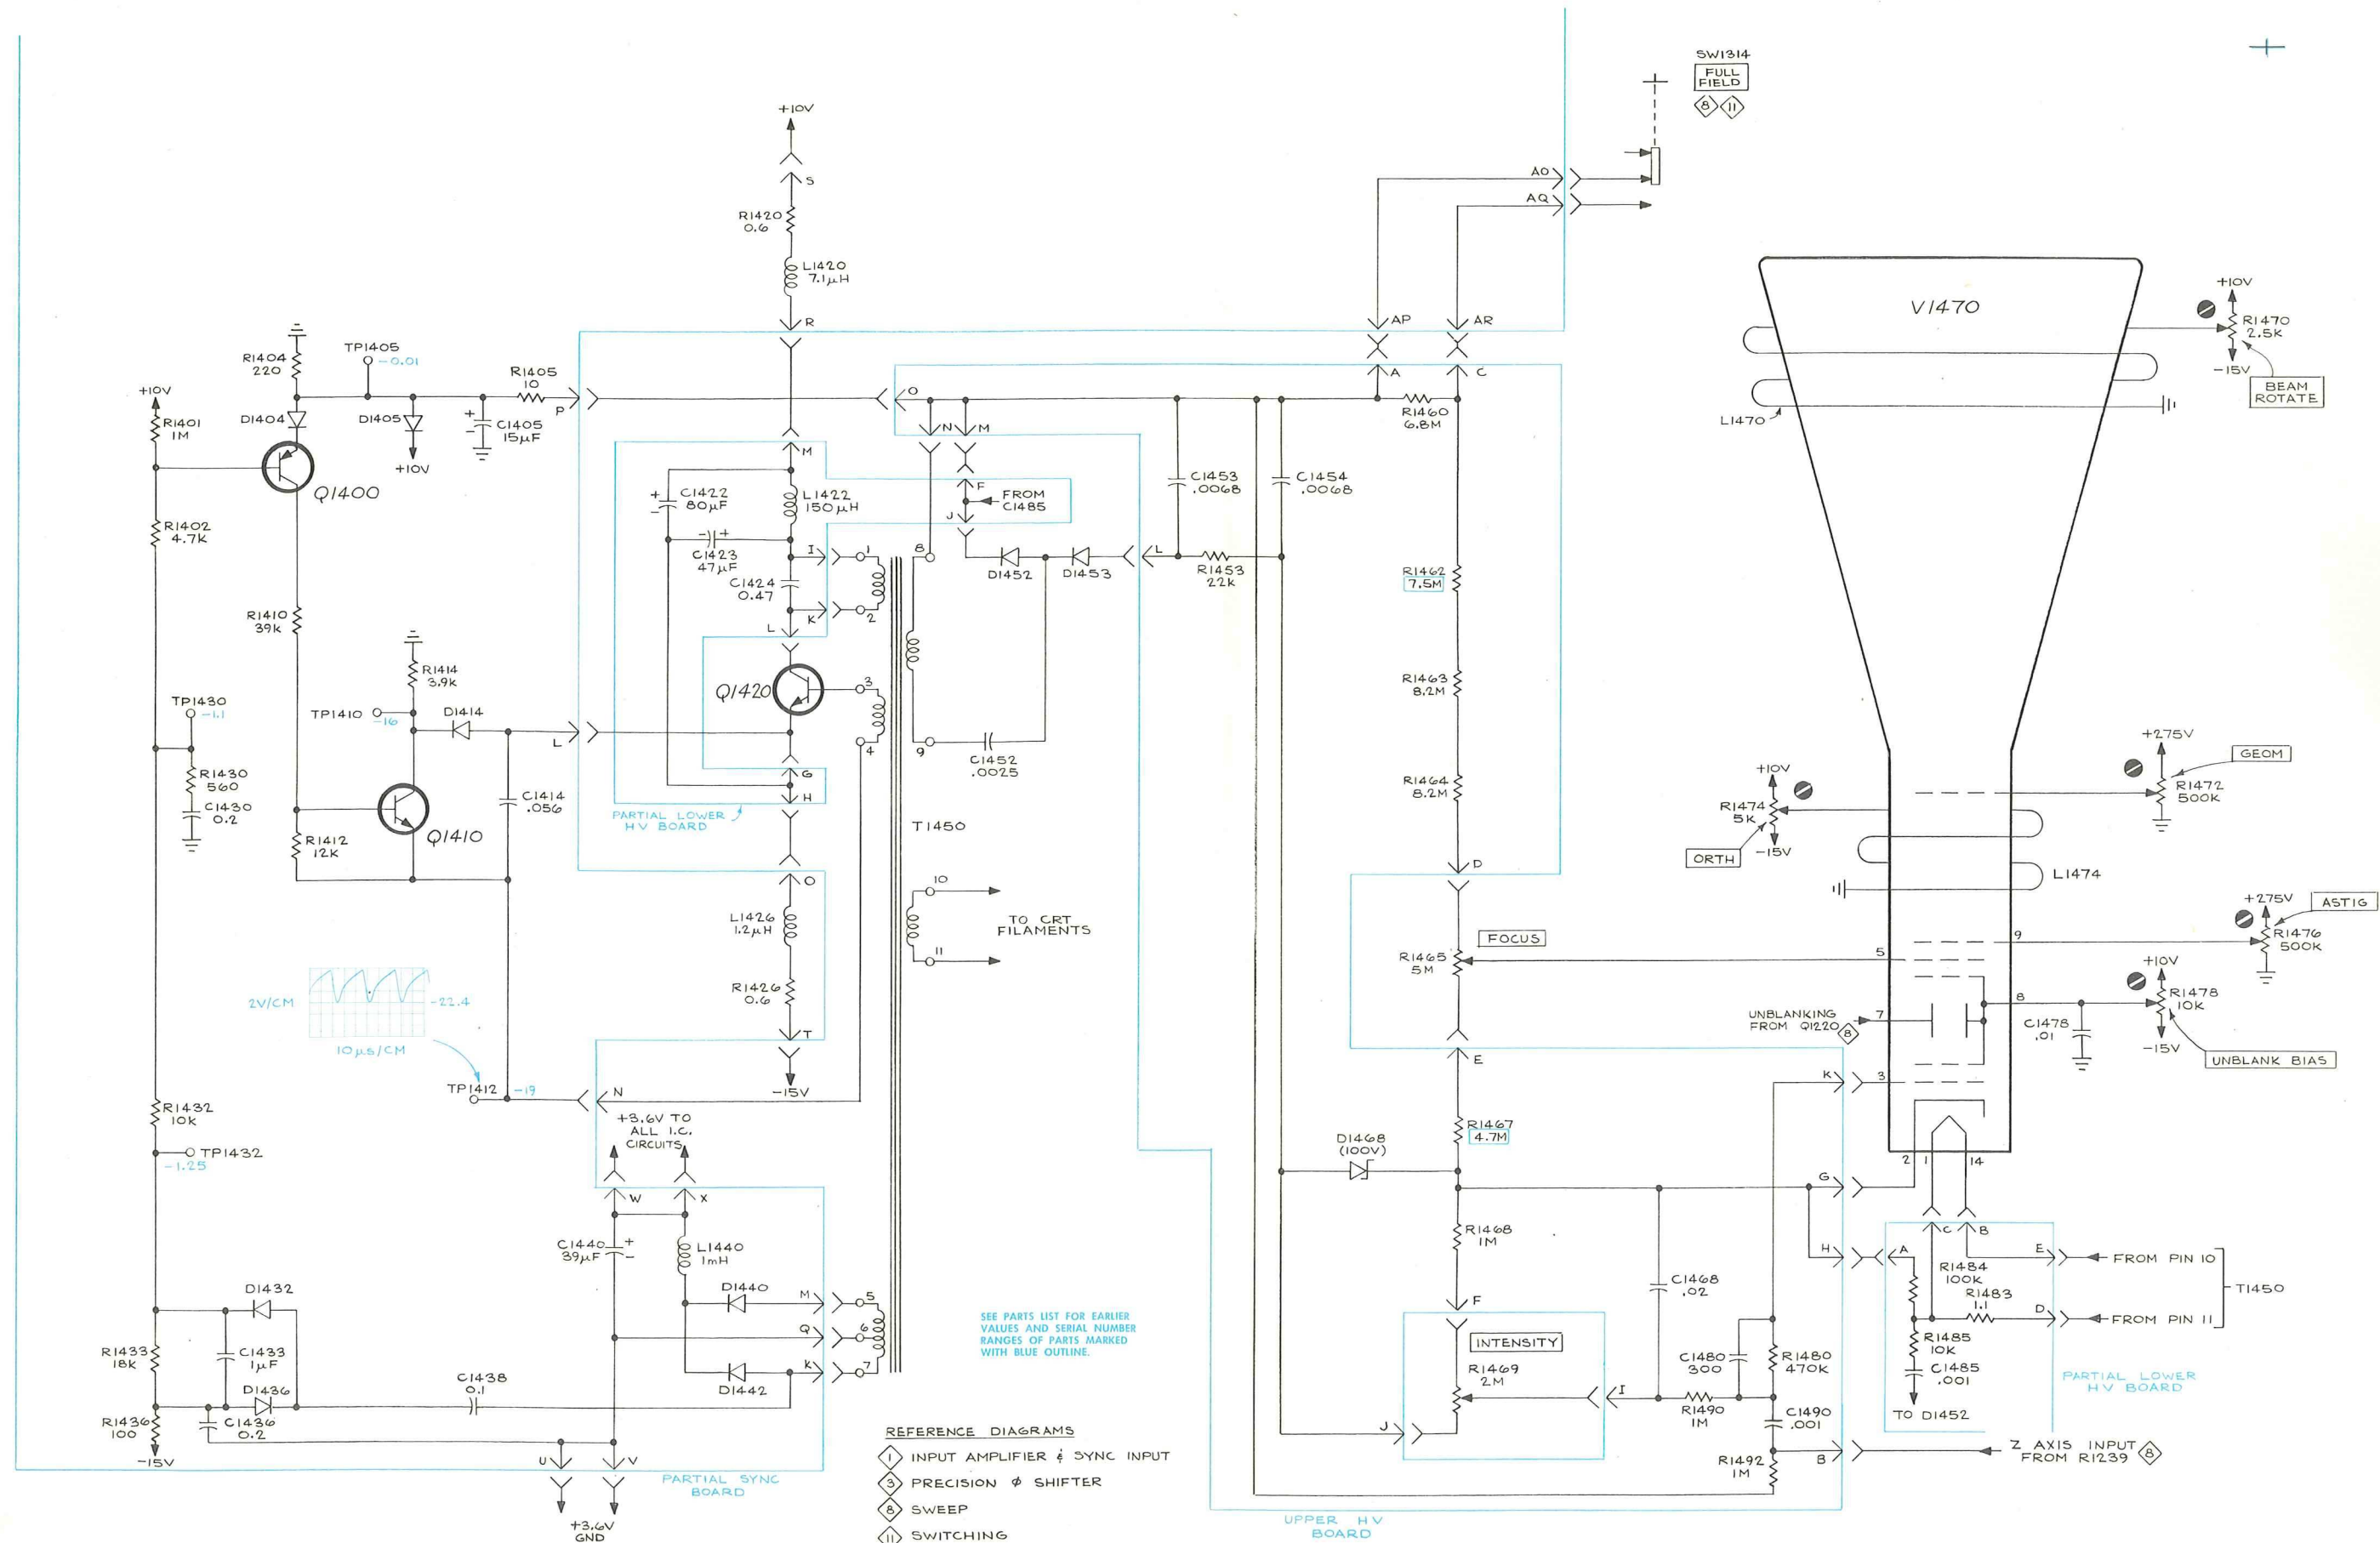 SW1314
FULL
FIELD
8
11
+10V
S
R1420
0.6
L1420
7.1µH
R
AO
AQ
AP
AR
A
C
V1470
+10V
R1470
2.5K
-15V
BEAM
ROTATE
L1470
R1404
220
TP1405
-0.01
R1405
10
P
O
+10V
R1401
1M
D1404
D1405
C1405
15µF
+10V
Q1400
R1402
4.7K
R1460
6.8M
N
M
M
C1422
80µF
L1422
150µH
F
FROM
C1485
J
C1423
47µF
I
1
8
C1424
0.47
K
2
L
D1452
D1453
L
R1453
22K
C1453
.0068
C1454
.0068
R1462
7.5M
R1410
39K
R1414
3.9K
Q1420
3
4
9
C1452
.0025
R1463
8.2M
TP1430
-1.1
TP1410
-16
D1414
L
R1430
560
C1430
0.2
C1414
.056
G
H
R1412
12K
Q1410
PARTIAL LOWER
HV BOARD
T1450
R1464
8.2M
D
+275V
GEOM
R1472
500K
+10V
R1474
5K
-15V
ORTH
L1474
O
L1426
1.2µH
10
TO CRT
FILAMENTS
11
R1426
0.6
T
-15V
FOCUS
R1465
5M
5
9
+275V
ASTIG
R1476
500K
+10V
R1478
10K
8
C1478
.01
-15V
UNBLANK BIAS
UNBLANKING
FROM Q1220
8
7
2V/CM
-22.4
10µs/CM
TP1412
-19
N
E
K
3
R1432
10K
TP1432
-1.25
+3.6V TO
ALL I.C.
CIRCUITS
R1467
4.7M
D1468
(100V)
2
1
14
G
W
X
C1440
39µF
L1440
1mH
R1468
1M
C1468
.02
H
A
C
B
E
FROM PIN 10
R1484
100K
R1483
1.1
D
FROM PIN 11
T1450
D1432
D1440
M
5
Q
6
K
7
D1442
R1433
18K
C1433
1µF
D1436
C1438
0.1
C1436
0.2
R1436
100
-15V
U
V
+3.6V
GND
PARTIAL SYNC
BOARD
SEE PARTS LIST FOR EARLIER
VALUES AND SERIAL NUMBER
RANGES OF PARTS MARKED
WITH BLUE OUTLINE.
F
INTENSITY
R1469
2M
J
I
C1480
300
R1480
470K
R1490
1M
C1490
.001
R1492
1M
B
Z AXIS INPUT
FROM R1239
8
R1485
10K
C1485
.001
TO D1452
PARTIAL LOWER
HV BOARD
UPPER HV
BOARD
REFERENCE DIAGRAMS
1 INPUT AMPLIFIER & SYNC INPUT
3 PRECISION Φ SHIFTER
8 SWEEP
11 SWITCHING